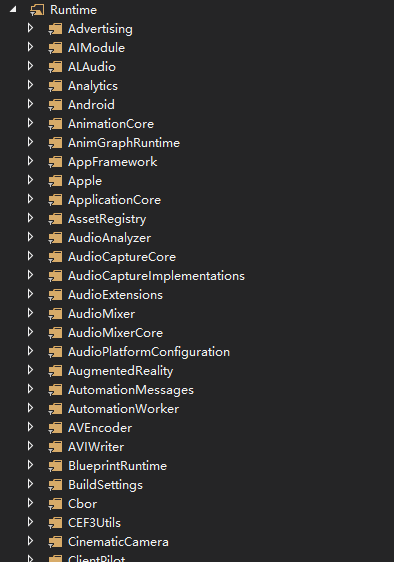 Runtime
Advertising
AIModule
ALAudio
Analytics
Android
AnimationCore
AnimGraphRuntime
AppFramework
Apple
ApplicationCore
AssetRegistry
AudioAnalyzer
AudioCaptureCore
AudioCaptureImplementations
AudioExtensions
AudioMixer
AudioMixerCore
AudioPlatformConfiguration
AugmentedReality
AutomationMessages
AutomationWorker
AVEncoder
AVIWriter
BlueprintRuntime
BuildSettings
Cbor
CEF3Utils
CinematicCamera
ClientPilot